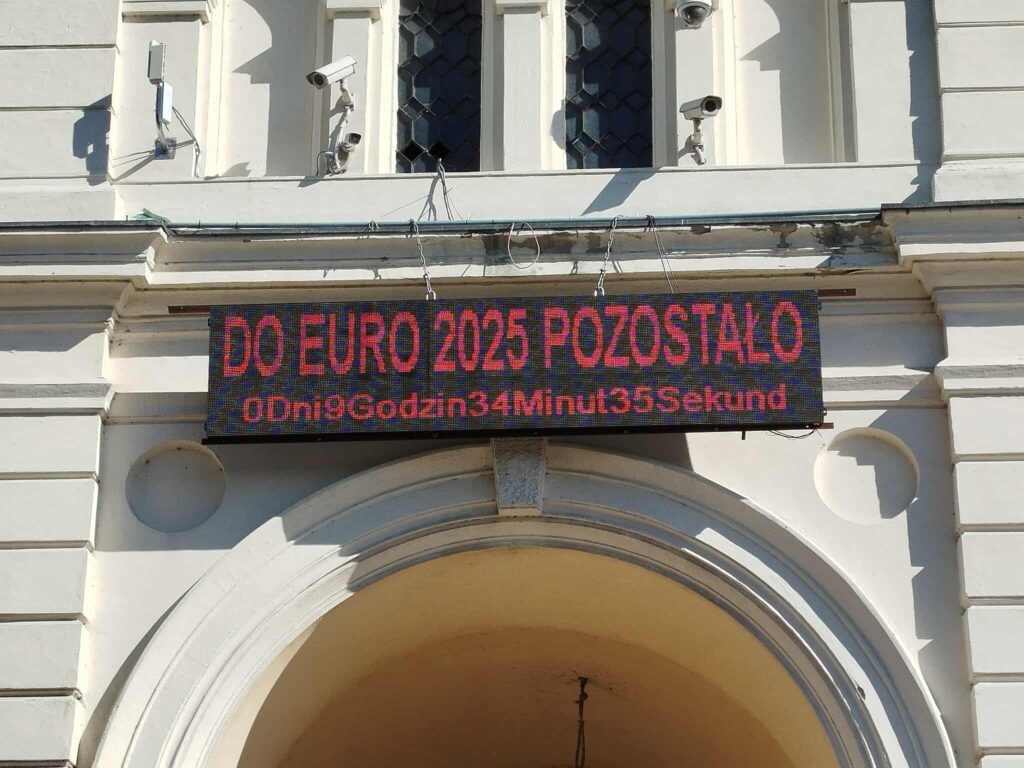 DO EURO 2025 POZOSTAŁO
0Dni9Godzin34Minut35Sekund